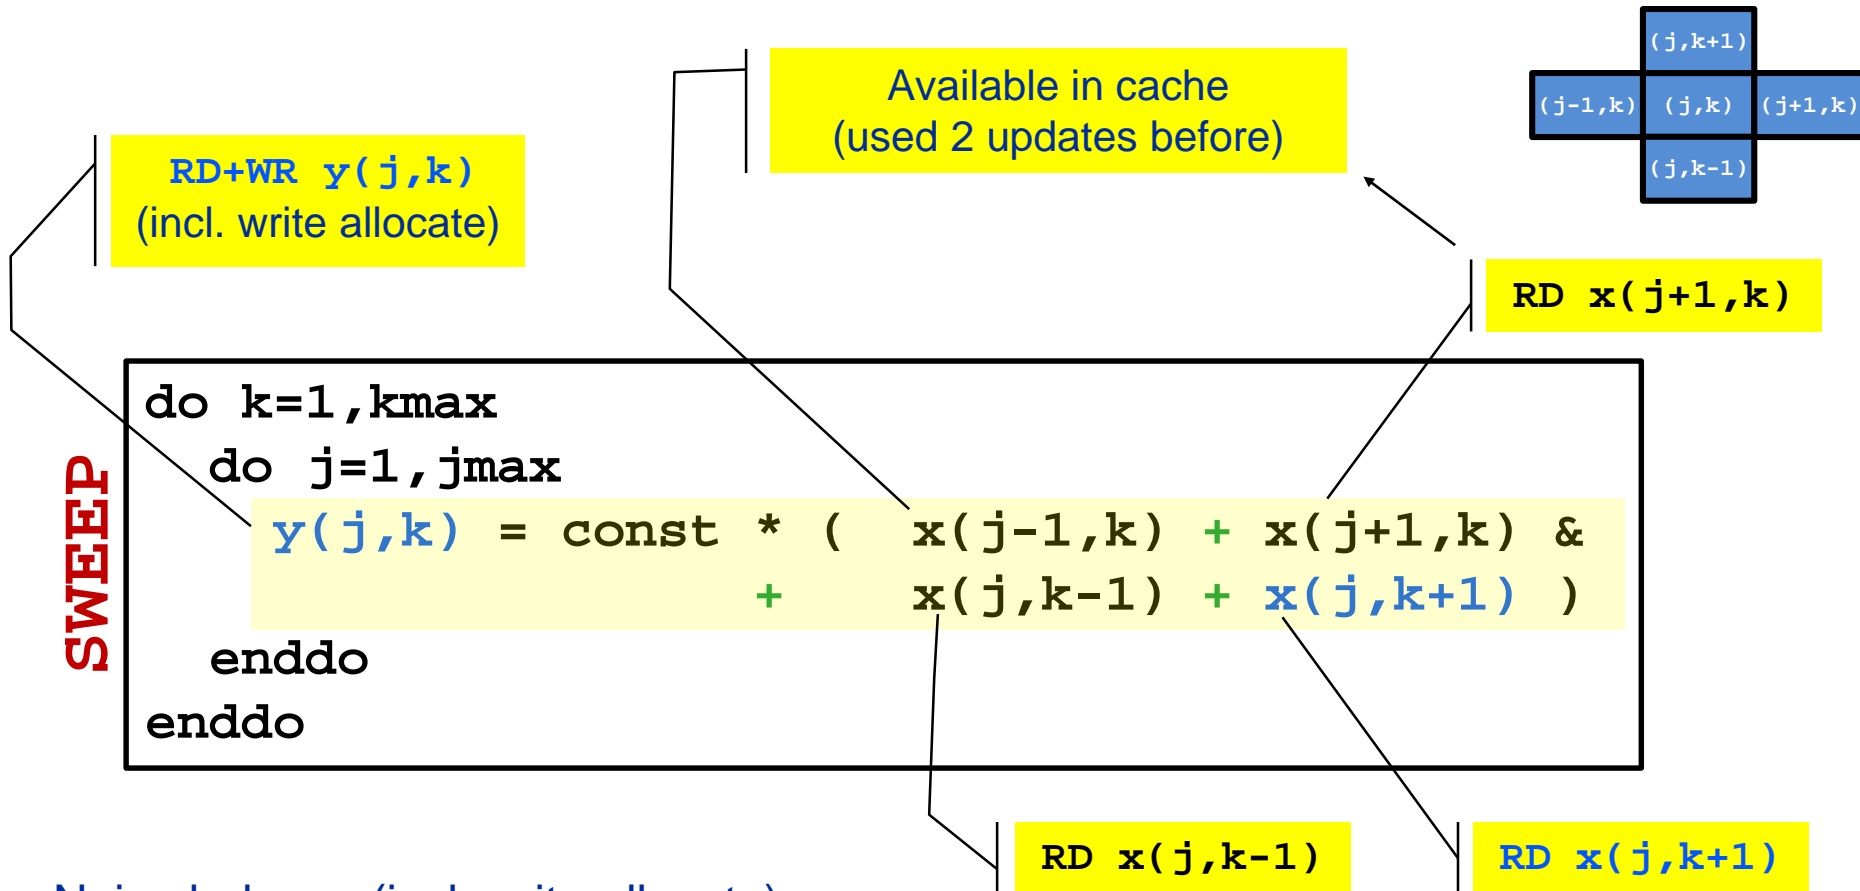 (j,k+1)
(j-1,k) (j,k) (j+1,k)
(j,k-1)
Available in cache
(used 2 updates before)
RD+WR y(j,k)
(incl. write allocate)
RD x(j+1,k)
SWEEP
do k=1,kmax
do j=1,jmax
y(j,k) = const * ( x(j-1,k) + x(j+1,k) &
+ x(j,k-1) + x(j,k+1) )
enddo
enddo
RD x(j,k-1)
RD x(j,k+1)